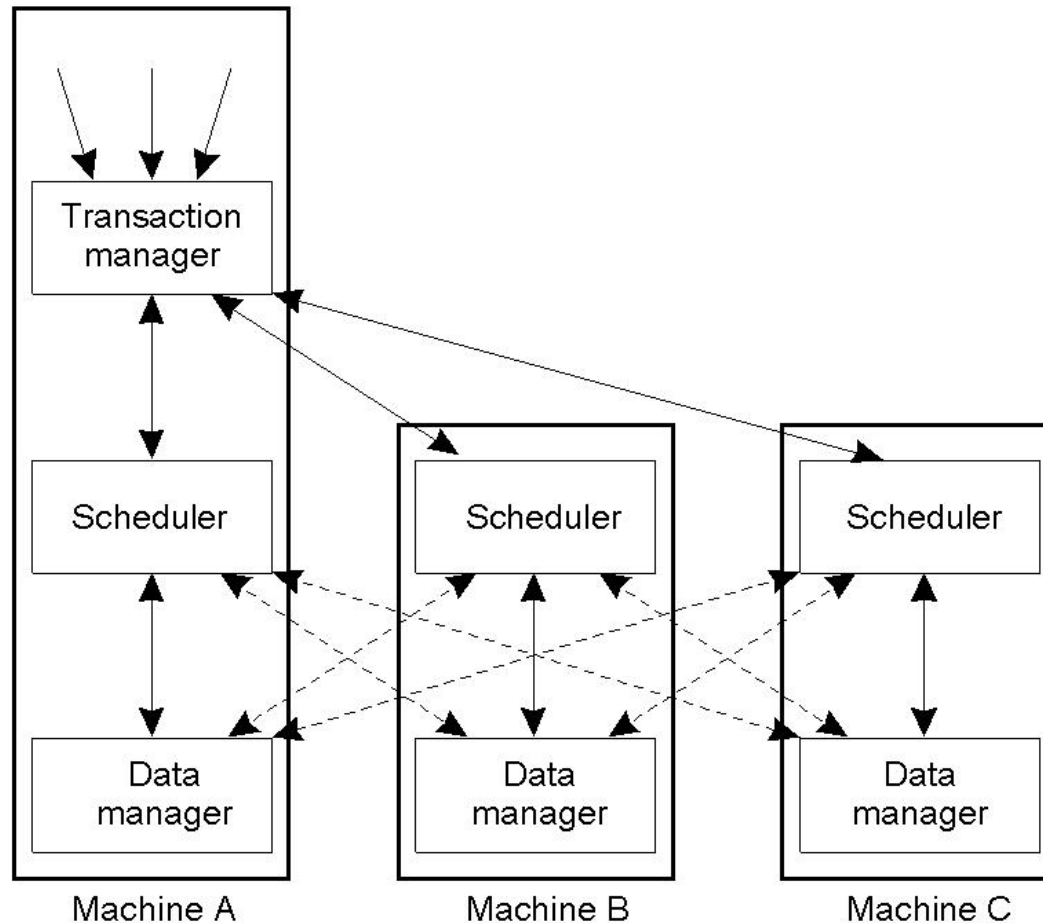 Transaction
manager
Scheduler
Scheduler
Scheduler
Data
manager
Data
manager
Data
manager
Machine A
Machine B
Machine C